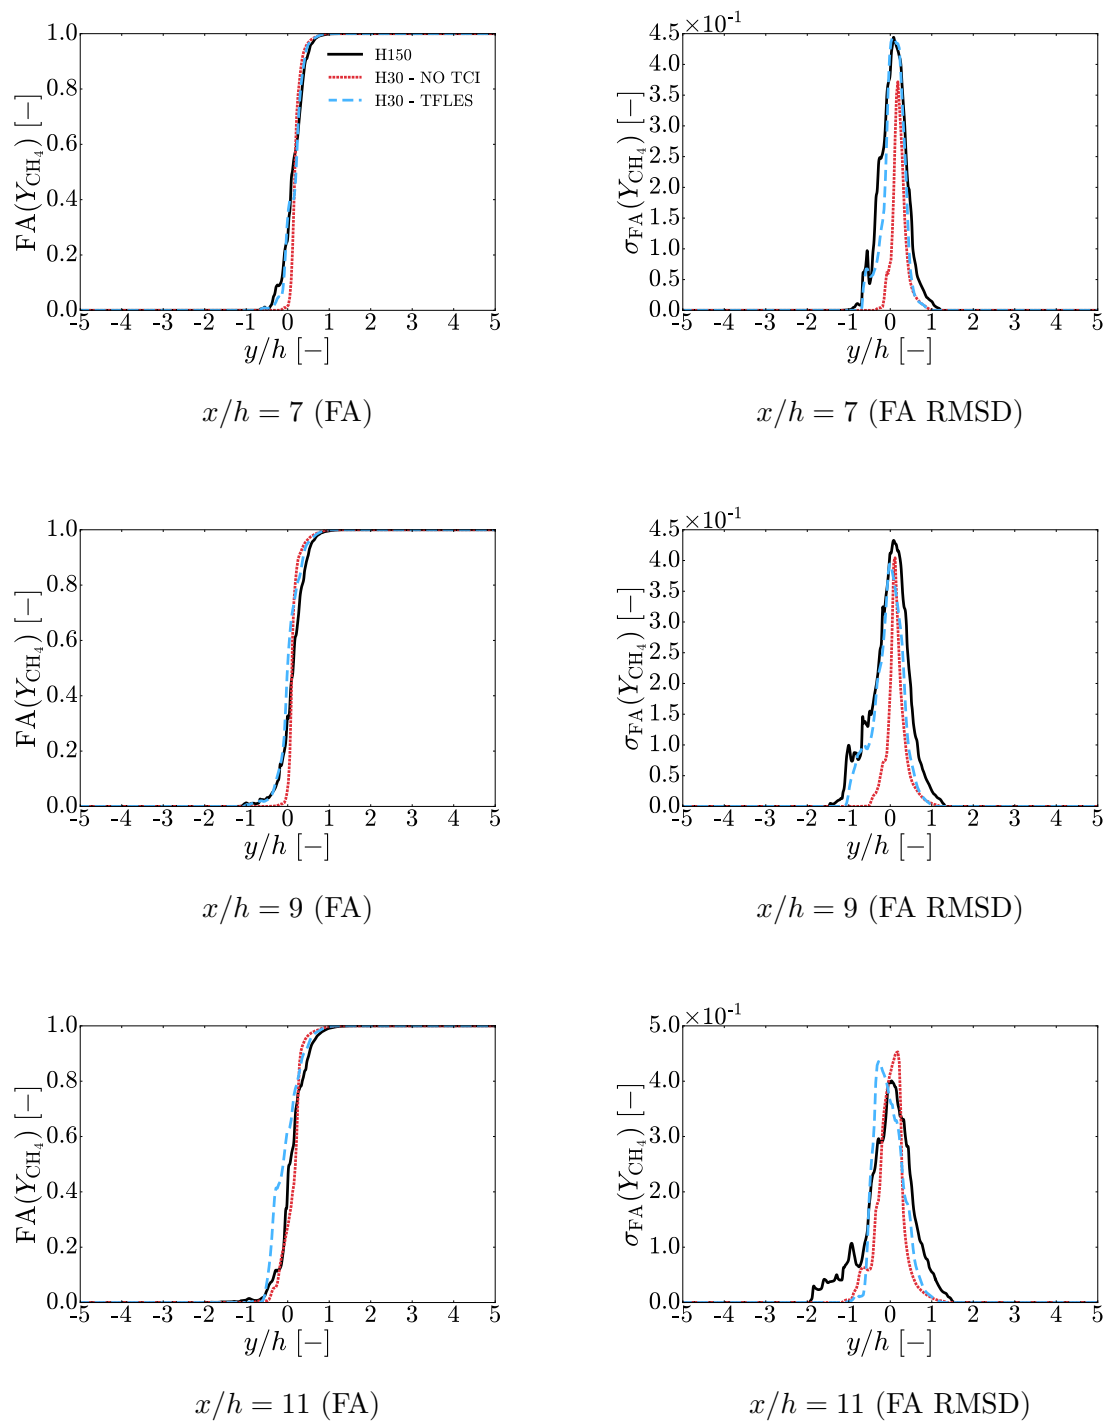 1.0
0.8
0.6
0.4
0.2
0.0
FA(Y_CH4) [−]
H150
H30 - NO TCI
H30 - TFLES
-5 -4 -3 -2 -1 0 1 2 3 4 5
y/h [−]
x/h = 7 (FA)
4.5 ×10^-1
4.0
3.5
3.0
2.5
2.0
1.5
1.0
0.5
0.0
σ_FA(Y_CH4) [−]
-5 -4 -3 -2 -1 0 1 2 3 4 5
y/h [−]
x/h = 7 (FA RMSD)
1.0
0.8
0.6
0.4
0.2
0.0
FA(Y_CH4) [−]
-5 -4 -3 -2 -1 0 1 2 3 4 5
y/h [−]
x/h = 9 (FA)
4.5 ×10^-1
4.0
3.5
3.0
2.5
2.0
1.5
1.0
0.5
0.0
σ_FA(Y_CH4) [−]
-5 -4 -3 -2 -1 0 1 2 3 4 5
y/h [−]
x/h = 9 (FA RMSD)
1.0
0.8
0.6
0.4
0.2
0.0
FA(Y_CH4) [−]
-5 -4 -3 -2 -1 0 1 2 3 4 5
y/h [−]
x/h = 11 (FA)
5.0 ×10^-1
4.0
3.0
2.0
1.0
0.0
σ_FA(Y_CH4) [−]
-5 -4 -3 -2 -1 0 1 2 3 4 5
y/h [−]
x/h = 11 (FA RMSD)